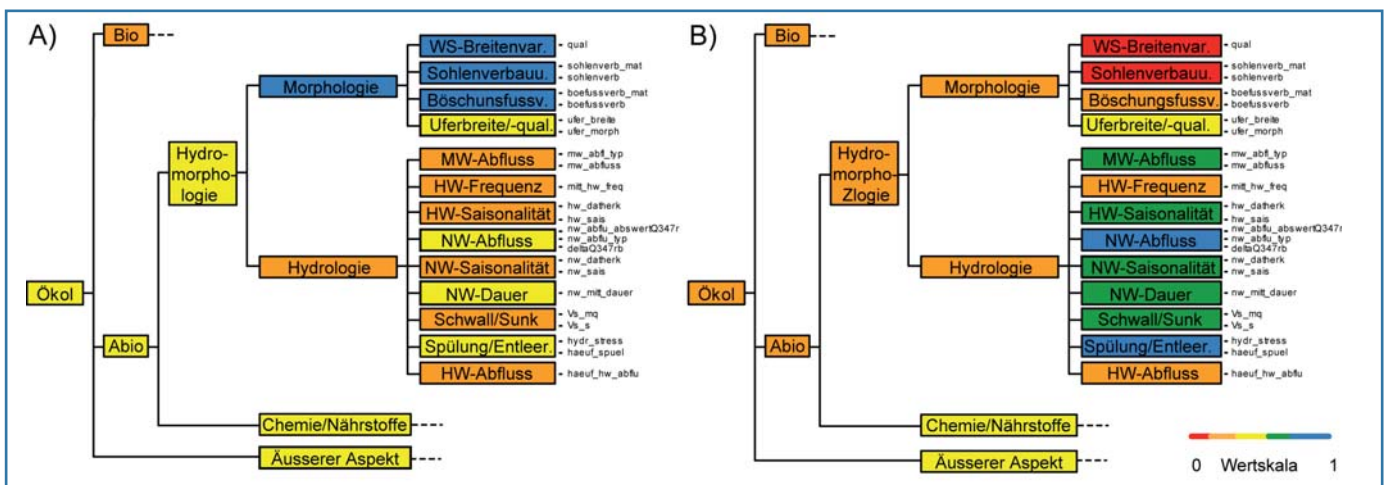 A)
Bio
WS-Breitenvar.
qual
Sohlenverbauu.
sohlenverb_mat
sohlenverb
Morphologie
Böschunsfussv.
boefussverb_mat
boefussverb
Uferbreite/-qual.
ufer_breite
ufer_morph
Hydro-
morpho-
logie
MW-Abfluss
mw_abfl_typ
mw_abfluss
HW-Frequenz
mitt_hw_freq
HW-Saisonalität
hw_datherk
hw_sais
NW-Abfluss
nw_abflu_abswertQ347r
nw_abflu_typ
deltaQ347rb
Hydrologie
NW-Saisonalität
nw_datherk
nw_sais
Ökol
NW-Dauer
nw_mitt_dauer
Schwall/Sunk
Vs_mq
Vs_s
Abio
Spülung/Entleer.
hydr_stress
haeuf_spuel
HW-Abfluss
haeuf_hw_abflu
Chemie/Nährstoffe
Äusserer Aspekt
B)
Bio
WS-Breitenvar.
qual
Sohlenverbauu.
sohlenverb_mat
sohlenverb
Morphologie
Böschungsfussv.
boefussverb_mat
boefussverb
Uferbreite/-qual.
ufer_breite
ufer_morph
Hydro-
morpho-
Zlogie
MW-Abfluss
mw_abfl_typ
mw_abfluss
HW-Frequenz
mitt_hw_freq
HW-Saisonalität
hw_datherk
hw_sais
NW-Abfluss
nw_abflu_abswertQ347r
nw_abflu_typ
deltaQ347rb
Hydrologie
NW-Saisonalität
nw_datherk
nw_sais
Ökol
NW-Dauer
nw_mitt_dauer
Schwall/Sunk
Vs_mq
Vs_s
Abio
Spülung/Entleer.
hydr_stress
haeuf_spuel
HW-Abfluss
haeuf_hw_abflu
Chemie/Nährstoffe
Äusserer Aspekt
0 Wertskala 1